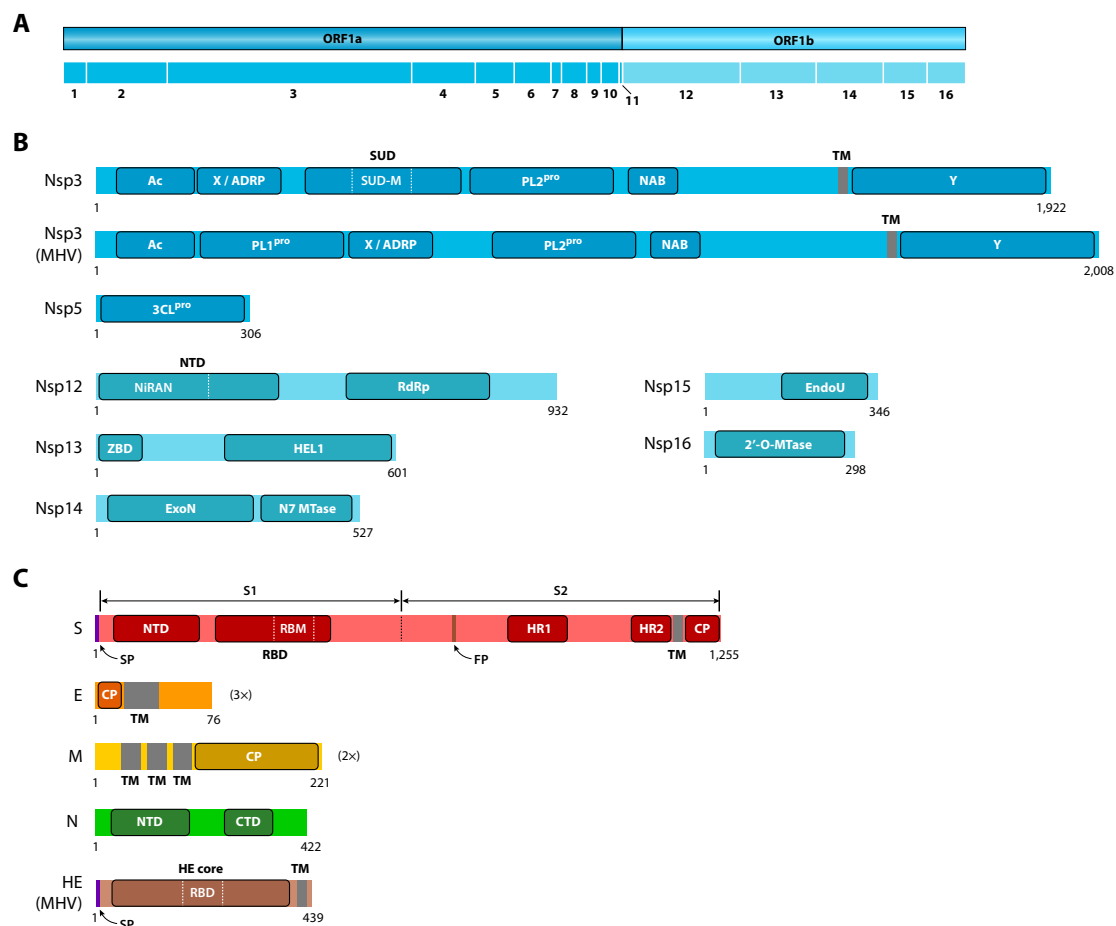 A
ORF1a ORF1b
1 2 3 4 5 6 7 8 9 10 11 12 13 14 15 16
B
SUD TM
Nsp3 Ac X / ADRP SUD-M PL2pro NAB Y
1 1,922
TM
Nsp3 (MHV) Ac PL1pro X / ADRP PL2pro NAB Y
1 2,008
Nsp5 3CLpro
1 306
NTD
Nsp12 NiRAN RdRp
1 932
Nsp15 EndoU
1 346
Nsp13 ZBD HEL1
1 601
Nsp16 2′-O-MTase
1 298
Nsp14 ExoN N7 MTase
1 527
C
S1 S2
S NTD RBM HR1 HR2 CP
1 SP RBD FP TM 1,255
E CP (3×)
1 TM 76
M CP (2×)
1 TM TM TM 221
N NTD CTD
1 422
HE core TM
HE (MHV) RBD
1 SP 439